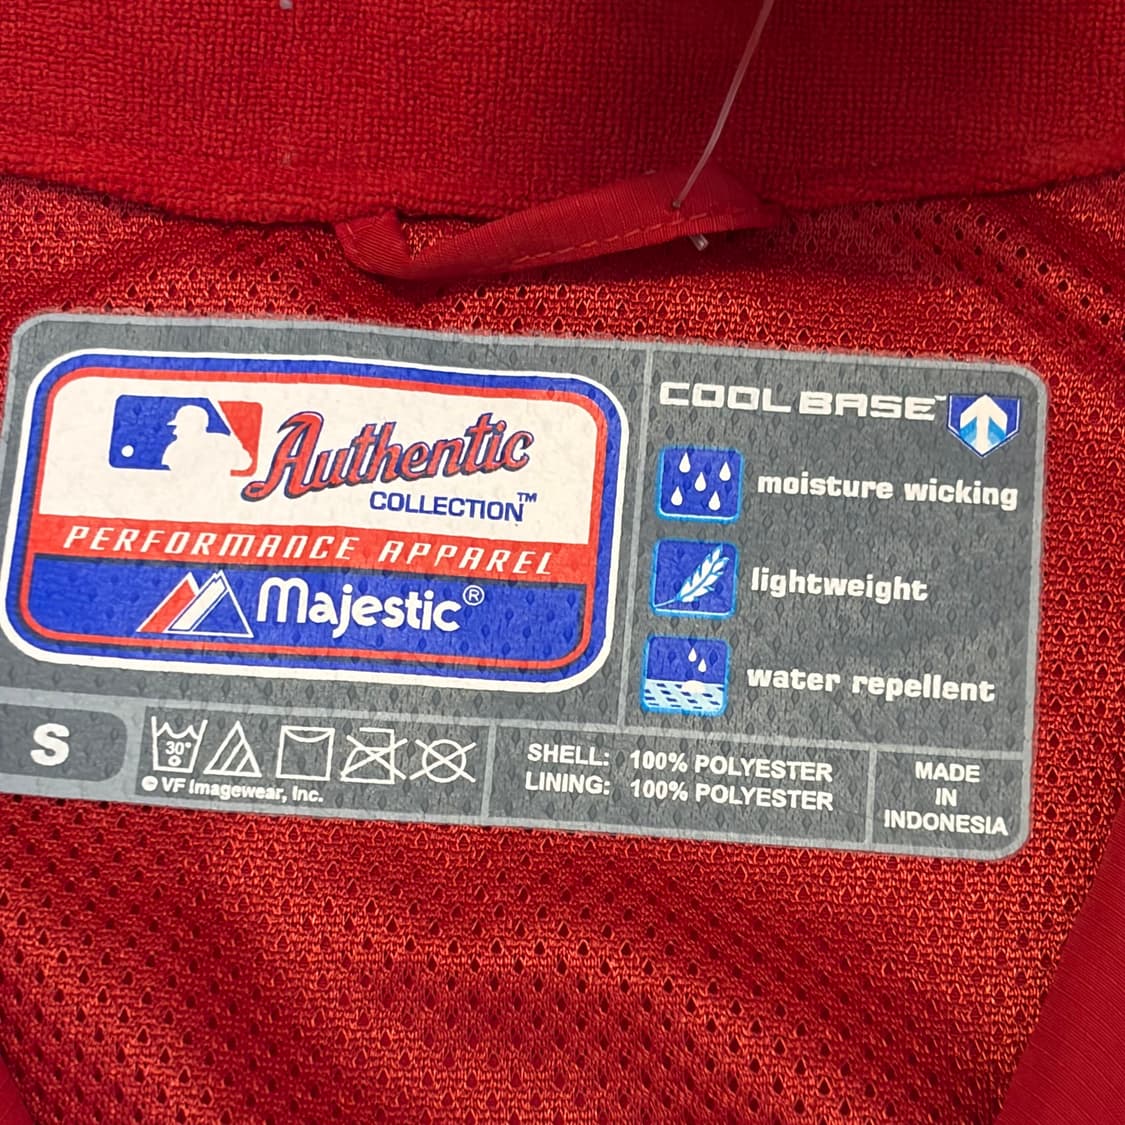 Authentic
COLLECTION™
PERFORMANCE APPAREL
Majestic®
COOL BASE™
moisture wicking
lightweight
water repellent
S
30°
© VF Imagewear, Inc.
SHELL: 100% POLYESTER
LINING: 100% POLYESTER
MADE
IN
INDONESIA